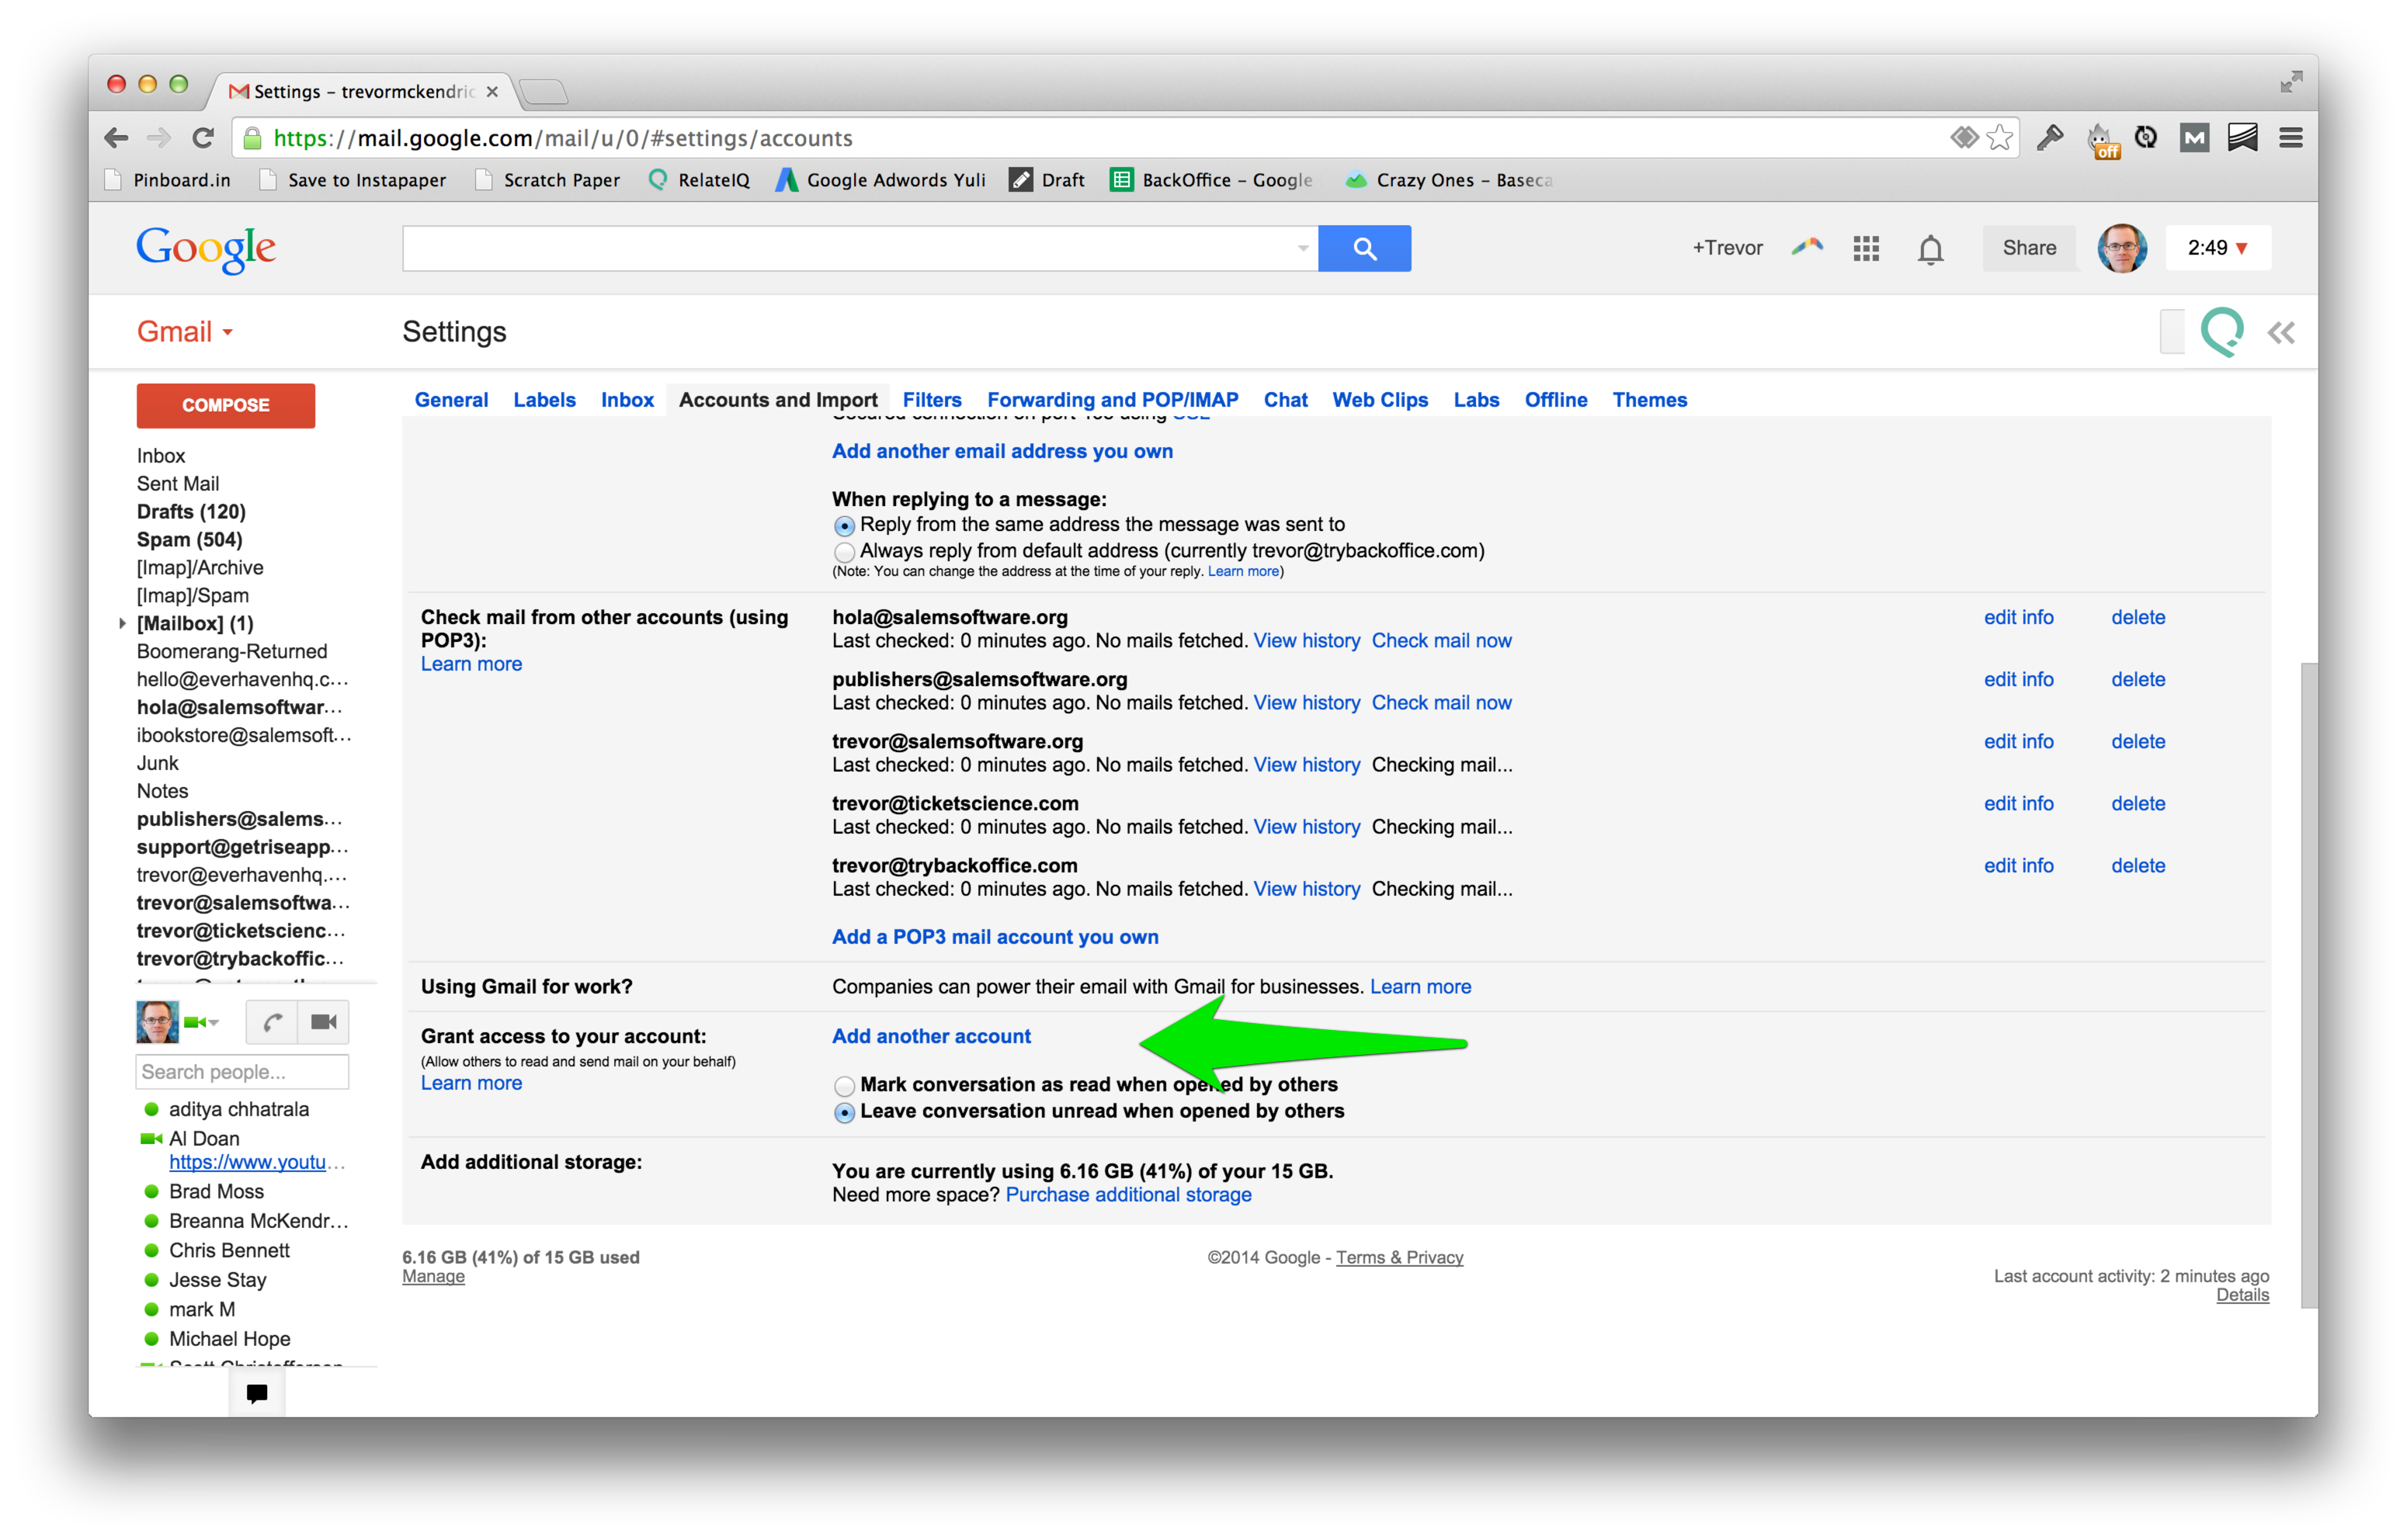 Settings – trevormckendric
https://mail.google.com/mail/u/0/#settings/accounts
off
M
Pinboard.in
Save to Instapaper
Scratch Paper
RelateIQ
Google Adwords Yuli
Draft
BackOffice – Google
Crazy Ones – Baseca
Google
+Trevor
Share
2:49
Gmail
Settings
COMPOSE
General
Labels
Inbox
Accounts and Import
Filters
Forwarding and POP/IMAP
Chat
Web Clips
Labs
Offline
Themes
Inbox
Sent Mail
Drafts (120)
Spam (504)
[Imap]/Archive
[Imap]/Spam
[Mailbox] (1)
Boomerang-Returned
hello@everhavenhq.c...
hola@salemsoftwar...
ibookstore@salemsoft...
Junk
Notes
publishers@salems...
support@getriseapp...
trevor@everhavenhq....
trevor@salemsoftwa...
trevor@ticketscienc...
trevor@trybackoffic...
Search people...
aditya chhatrala
Al Doan
https://www.youtu...
Brad Moss
Breanna McKendr...
Chris Bennett
Jesse Stay
mark M
Michael Hope
Add another email address you own
When replying to a message:
Reply from the same address the message was sent to
Always reply from default address (currently trevor@trybackoffice.com)
(Note: You can change the address at the time of your reply. Learn more)
Check mail from other accounts (using
POP3):
Learn more
hola@salemsoftware.org
edit info
delete
Last checked: 0 minutes ago. No mails fetched. View history Check mail now
publishers@salemsoftware.org
edit info
delete
Last checked: 0 minutes ago. No mails fetched. View history Check mail now
trevor@salemsoftware.org
edit info
delete
Last checked: 0 minutes ago. No mails fetched. View history Checking mail...
trevor@ticketscience.com
edit info
delete
Last checked: 0 minutes ago. No mails fetched. View history Checking mail...
trevor@trybackoffice.com
edit info
delete
Last checked: 0 minutes ago. No mails fetched. View history Checking mail...
Add a POP3 mail account you own
Using Gmail for work?
Companies can power their email with Gmail for businesses. Learn more
Grant access to your account:
(Allow others to read and send mail on your behalf)
Learn more
Add another account
Mark conversation as read when opened by others
Leave conversation unread when opened by others
Add additional storage:
You are currently using 6.16 GB (41%) of your 15 GB.
Need more space? Purchase additional storage
6.16 GB (41%) of 15 GB used
Manage
©2014 Google - Terms & Privacy
Last account activity: 2 minutes ago
Details